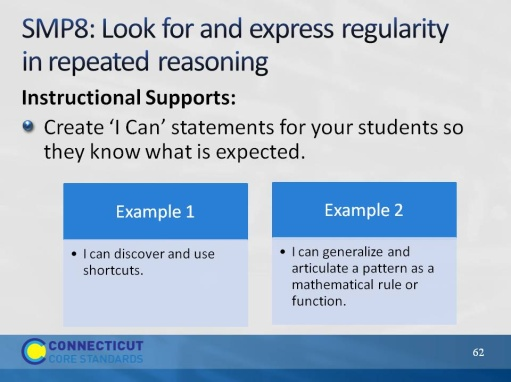 SMP8: Look for and express regularity
in repeated reasoning
Instructional Supports:
Create ‘I Can’ statements for your students so
they know what is expected.
Example 1
• I can discover and use
shortcuts.
Example 2
• I can generalize and
articulate a pattern as a
mathematical rule or
function.
CONNECTICUT
CORE STANDARDS
62